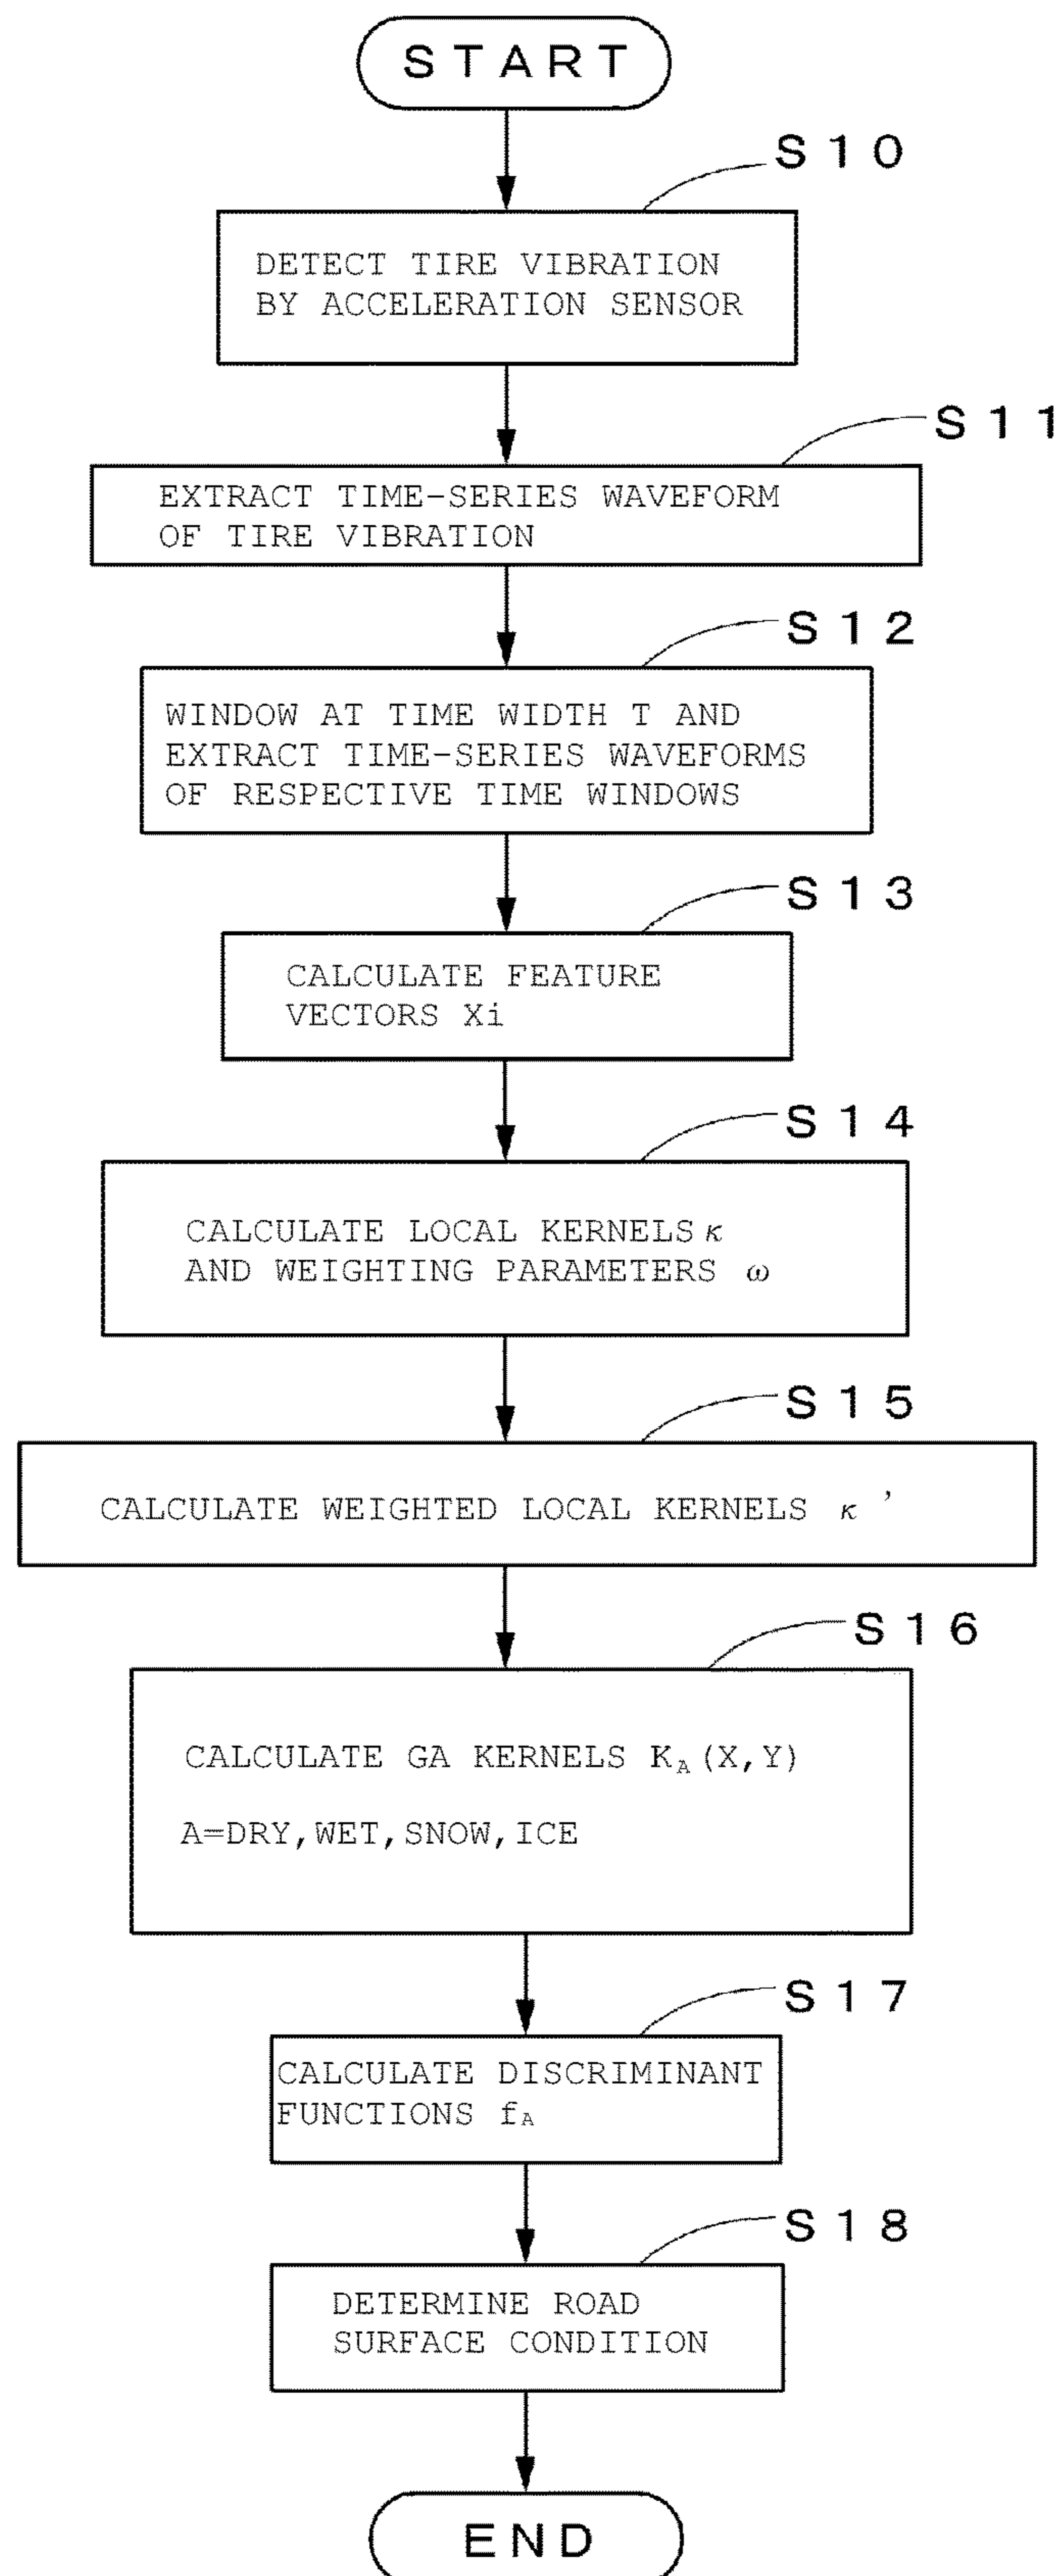 START
S10
DETECT TIRE VIBRATION
BY ACCELERATION SENSOR
S11
EXTRACT TIME-SERIES WAVEFORM
OF TIRE VIBRATION
S12
WINDOW AT TIME WIDTH T AND
EXTRACT TIME-SERIES WAVEFORMS
OF RESPECTIVE TIME WINDOWS
S13
CALCULATE FEATURE
VECTORS Xi
S14
CALCULATE LOCAL KERNELS κ
AND WEIGHTING PARAMETERS ω
S15
CALCULATE WEIGHTED LOCAL KERNELS κ'
S16
CALCULATE GA KERNELS K_A(X,Y)
A=DRY,WET,SNOW,ICE
S17
CALCULATE DISCRIMINANT
FUNCTIONS f_A
S18
DETERMINE ROAD
SURFACE CONDITION
END